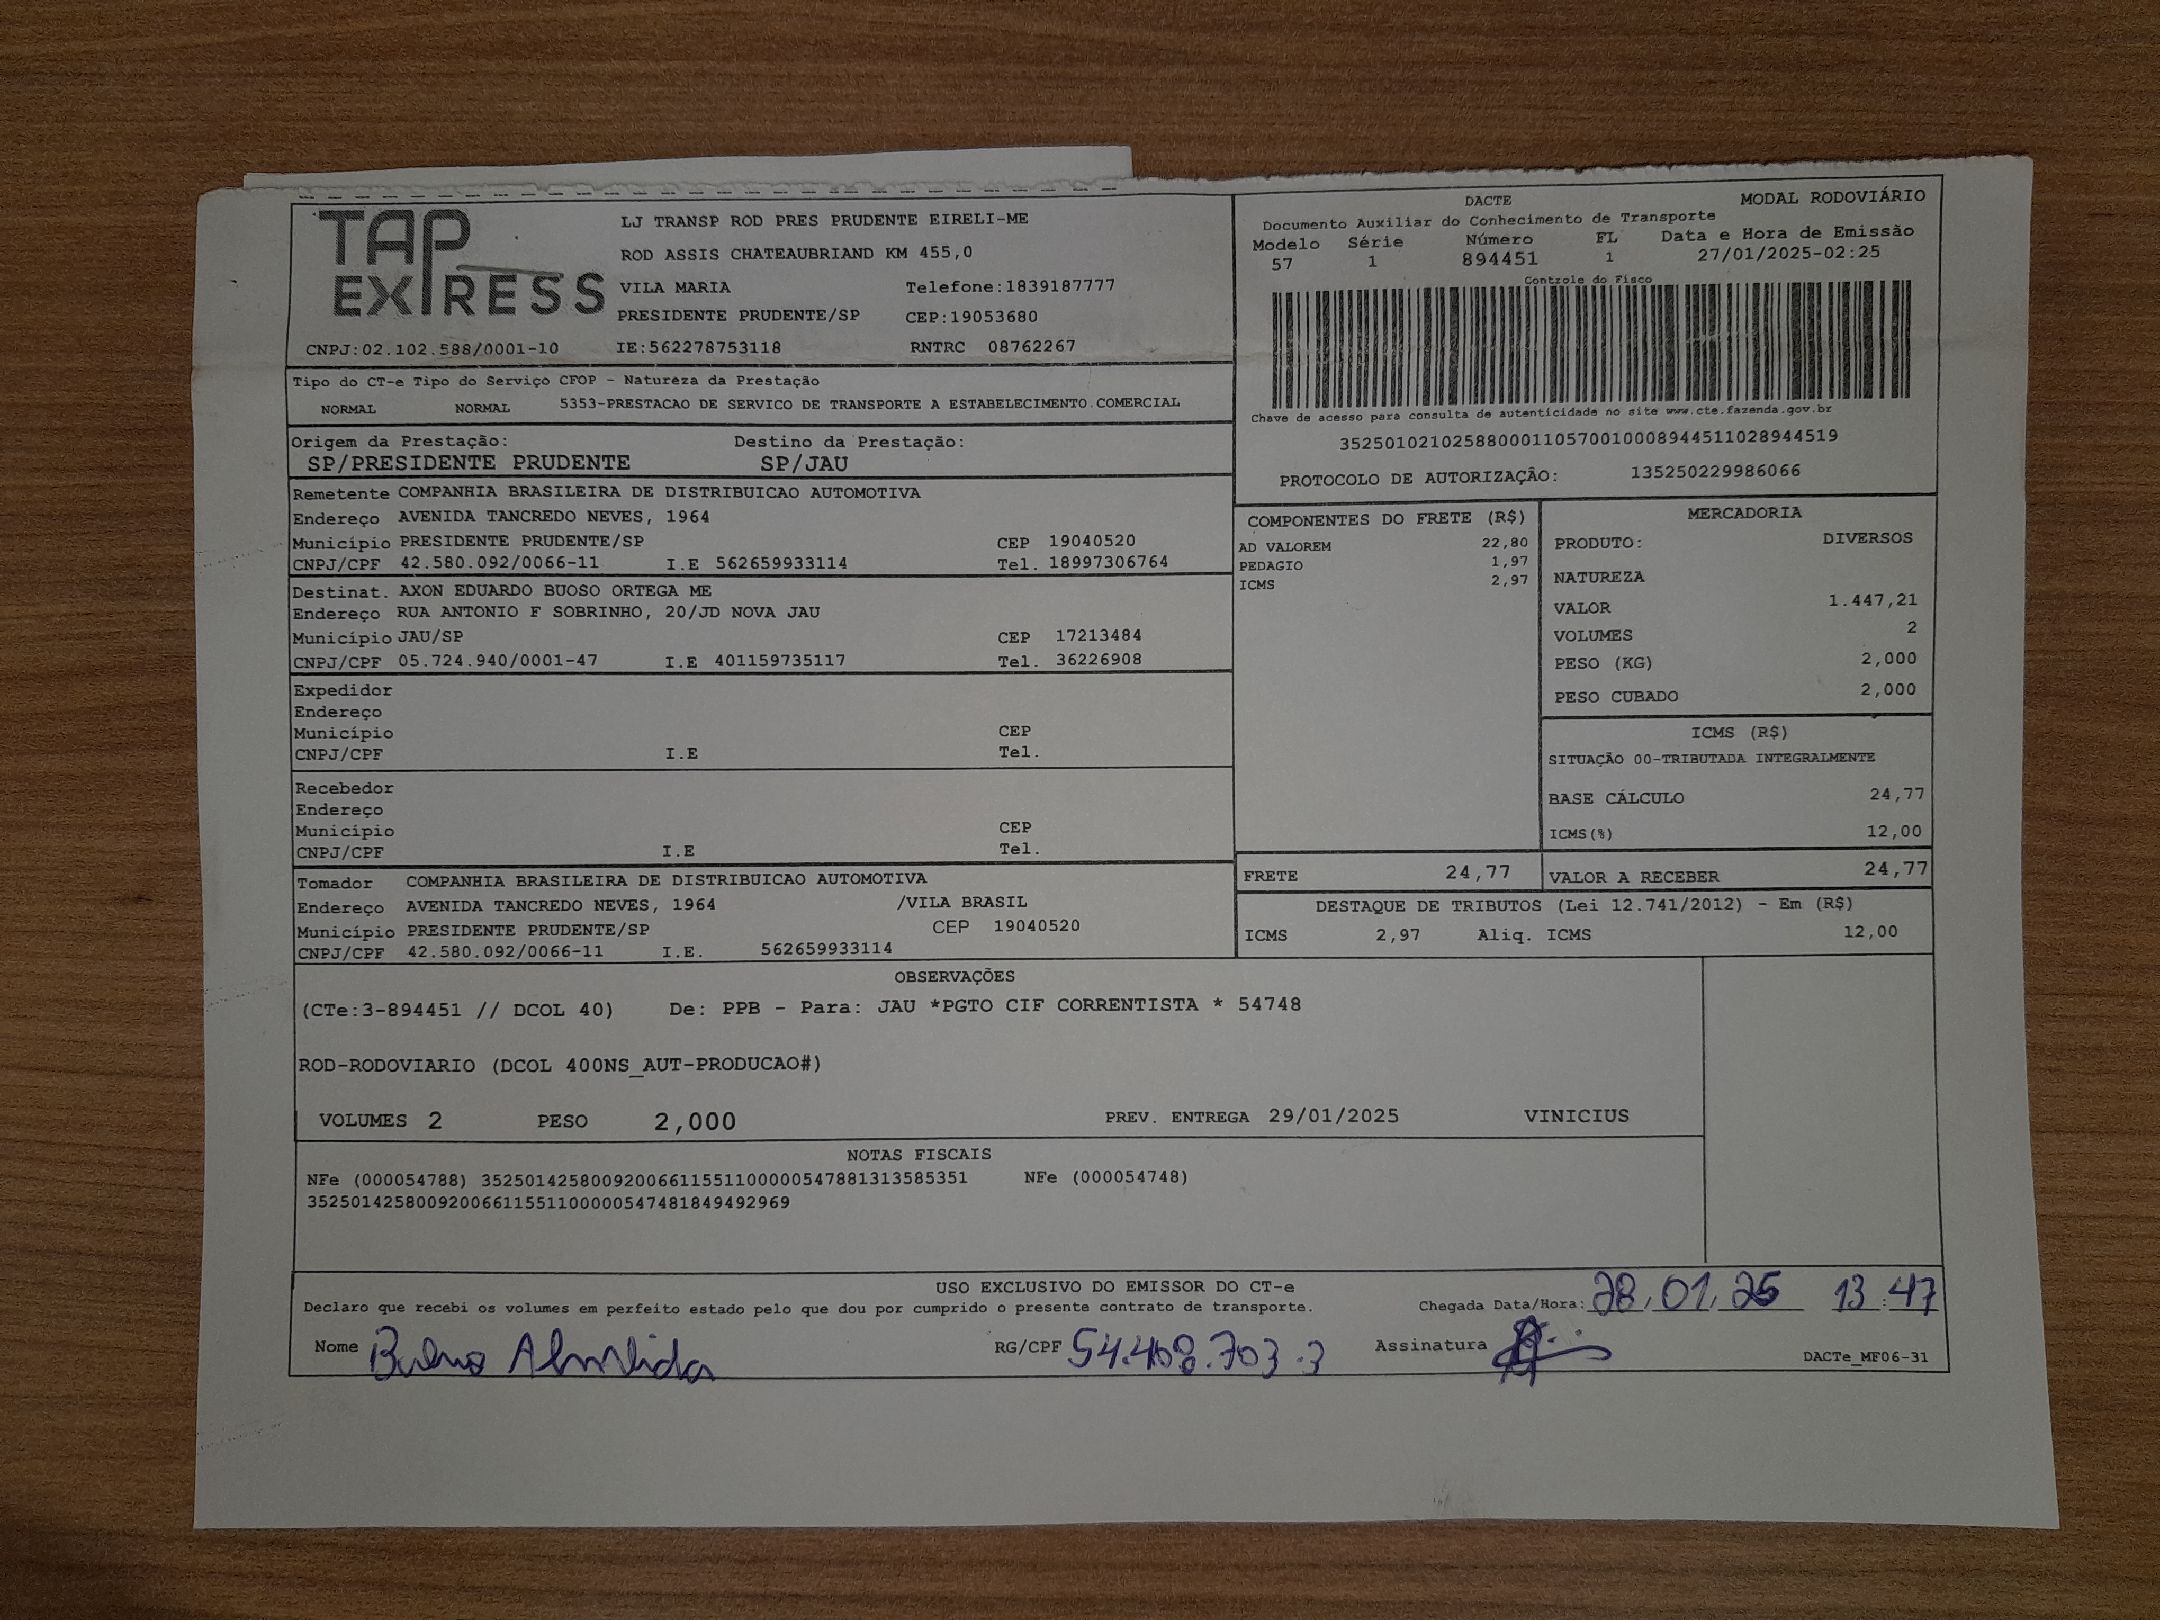 TAP EXPRESS
LJ TRANSP ROD PRES PRUDENTE EIRELI-ME
ROD ASSIS CHATEAUBRIAND KM 455,0
VILA MARIA Telefone:1839187777
PRESIDENTE PRUDENTE/SP CEP:19053680
CNPJ:02.102.588/0001-10 IE:562278753118 RNTRC 08762267
DACTE MODAL RODOVIÁRIO
Documento Auxiliar do Conhecimento de Transporte
Modelo Série Número FL Data e Hora de Emissão
57 1 894451 1 27/01/2025-02:25
Controle do Fisco
Chave de acesso para consulta de autenticidade no site www.cte.fazenda.gov.br
35250102102588000110570010008944511028944519
PROTOCOLO DE AUTORIZAÇÃO: 135250229986066
Tipo do CT-e Tipo do Serviço CFOP - Natureza da Prestação
NORMAL NORMAL 5353-PRESTACAO DE SERVICO DE TRANSPORTE A ESTABELECIMENTO COMERCIAL
Origem da Prestação: Destino da Prestação:
SP/PRESIDENTE PRUDENTE SP/JAU
Remetente COMPANHIA BRASILEIRA DE DISTRIBUICAO AUTOMOTIVA
Endereço AVENIDA TANCREDO NEVES, 1964
Município PRESIDENTE PRUDENTE/SP CEP 19040520
CNPJ/CPF 42.580.092/0066-11 I.E 562659933114 Tel. 18997306764
Destinat. AXON EDUARDO BUOSO ORTEGA ME
Endereço RUA ANTONIO F SOBRINHO, 20/JD NOVA JAU
Município JAU/SP CEP 17213484
CNPJ/CPF 05.724.940/0001-47 I.E 401159735117 Tel. 36226908
Expedidor
Endereço
Município CEP
CNPJ/CPF I.E Tel.
Recebedor
Endereço
Município CEP
CNPJ/CPF I.E Tel.
Tomador COMPANHIA BRASILEIRA DE DISTRIBUICAO AUTOMOTIVA
Endereço AVENIDA TANCREDO NEVES, 1964 /VILA BRASIL
Município PRESIDENTE PRUDENTE/SP CEP 19040520
CNPJ/CPF 42.580.092/0066-11 I.E. 562659933114
COMPONENTES DO FRETE (R$)
AD VALOREM 22,80
PEDAGIO 1,97
ICMS 2,97
MERCADORIA
PRODUTO: DIVERSOS
NATUREZA
VALOR 1.447,21
VOLUMES 2
PESO (KG) 2,000
PESO CUBADO 2,000
ICMS (R$)
SITUAÇÃO 00-TRIBUTADA INTEGRALMENTE
BASE CÁLCULO 24,77
ICMS(%) 12,00
FRETE 24,77 VALOR A RECEBER 24,77
DESTAQUE DE TRIBUTOS (Lei 12.741/2012) - Em (R$)
ICMS 2,97 Aliq. ICMS 12,00
OBSERVAÇÕES
(CTe:3-894451 // DCOL 40) De: PPB - Para: JAU *PGTO CIF CORRENTISTA * 54748
ROD-RODOVIARIO (DCOL 400NS_AUT-PRODUCAO#)
VOLUMES 2 PESO 2,000 PREV. ENTREGA 29/01/2025 VINICIUS
NOTAS FISCAIS
NFe (000054788) 35250142580092006611551100000547881313585351 NFe (000054748)
35250142580092006611551100000547481849492969
USO EXCLUSIVO DO EMISSOR DO CT-e
Declaro que recebi os volumes em perfeito estado pelo que dou por cumprido o presente contrato de transporte. Chegada Data/Hora: 28.01.25 13:47
Nome Almeida RG/CPF 54.408.703.3 Assinatura
DACTe_MF06-31